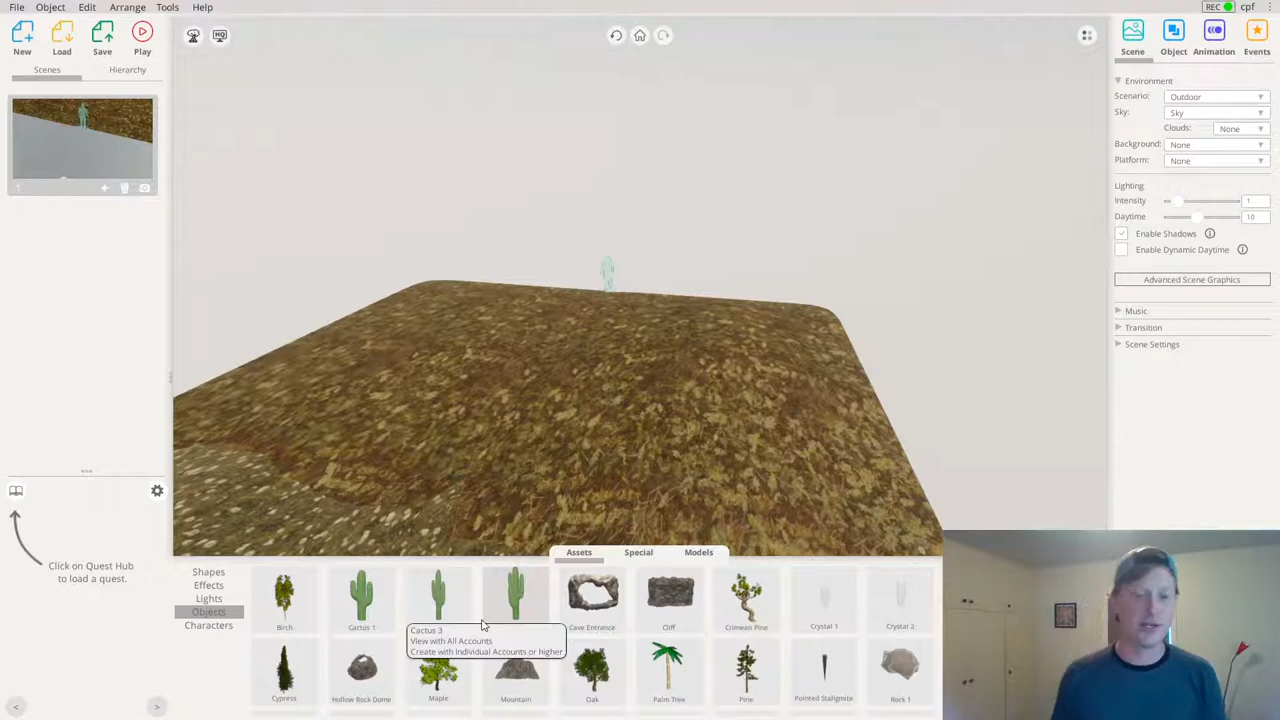 File Object Edit Arrange Tools Help
REC cpf
New Load Save Play
HQ
Scene Object Animation Events
Scenes Hierarchy
Environment
Scenario: Outdoor
Sky: Sky
Clouds: None
Background: None
Platform: None
1
Lighting
Intensity 1
Daytime 10
Enable Shadows
Enable Dynamic Daytime
Advanced Scene Graphics
Music
Transition
Scene Settings
Click on Quest Hub
to load a quest.
Assets Special Models
Shapes
Effects
Lights
Objects
Characters
Birch Cactus 1 Cave Entrance Cliff Crimean Pine Crystal 1 Crystal 2
Cactus 3
View with All Accounts
Create with Individual Accounts or higher
Cypress Hollow Rock Dome Maple Mountain Oak Palm Tree Pine Pointed Stallgmite Rock 1